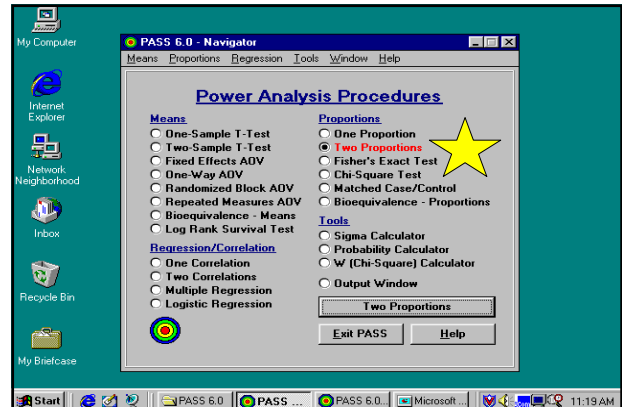 My Computer
Internet
Explorer
Network
Neighborhood
Inbox
Recycle Bin
My Briefcase
PASS 6.0 - Navigator
Means Proportions Regression Tools Window Help
Power Analysis Procedures
Means
One-Sample T-Test
Two-Sample T-Test
Fixed Effects AOV
One-Way AOV
Randomized Block AOV
Repeated Measures AOV
Bioequivalence - Means
Log Rank Survival Test
Regression/Correlation
One Correlation
Two Correlations
Multiple Regression
Logistic Regression
Proportions
One Proportion
Two Proportions
Fisher's Exact Test
Chi-Square Test
Matched Case/Control
Bioequivalence - Proportions
Tools
Sigma Calculator
Probability Calculator
W (Chi-Square) Calculator
Output Window
Two Proportions
Exit PASS Help
Start PASS 6.0 PASS ... PASS 6.0... Microsoft ... 11:19 AM